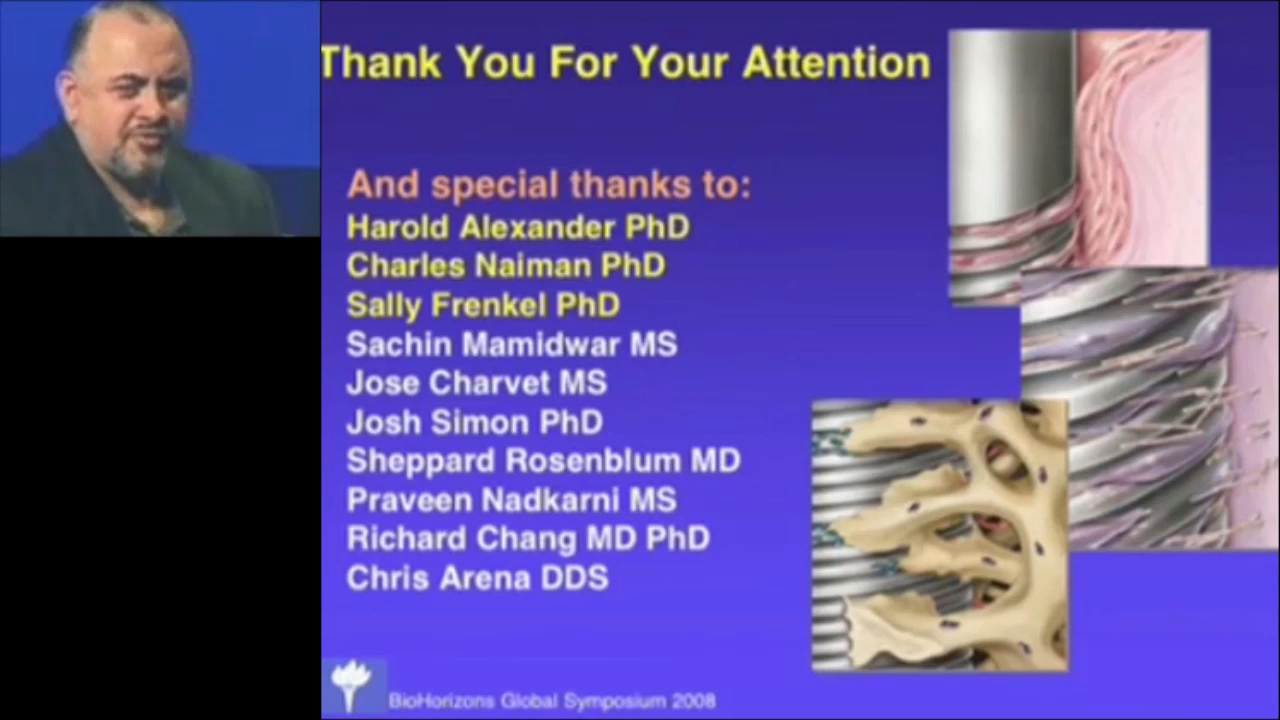 Thank You For Your Attention
And special thanks to:
Harold Alexander PhD
Charles Naiman PhD
Sally Frenkel PhD
Sachin Mamidwar MS
Jose Charvet MS
Josh Simon PhD
Sheppard Rosenblum MD
Praveen Nadkarni MS
Richard Chang MD PhD
Chris Arena DDS
BioHorizons Global Symposium 2008